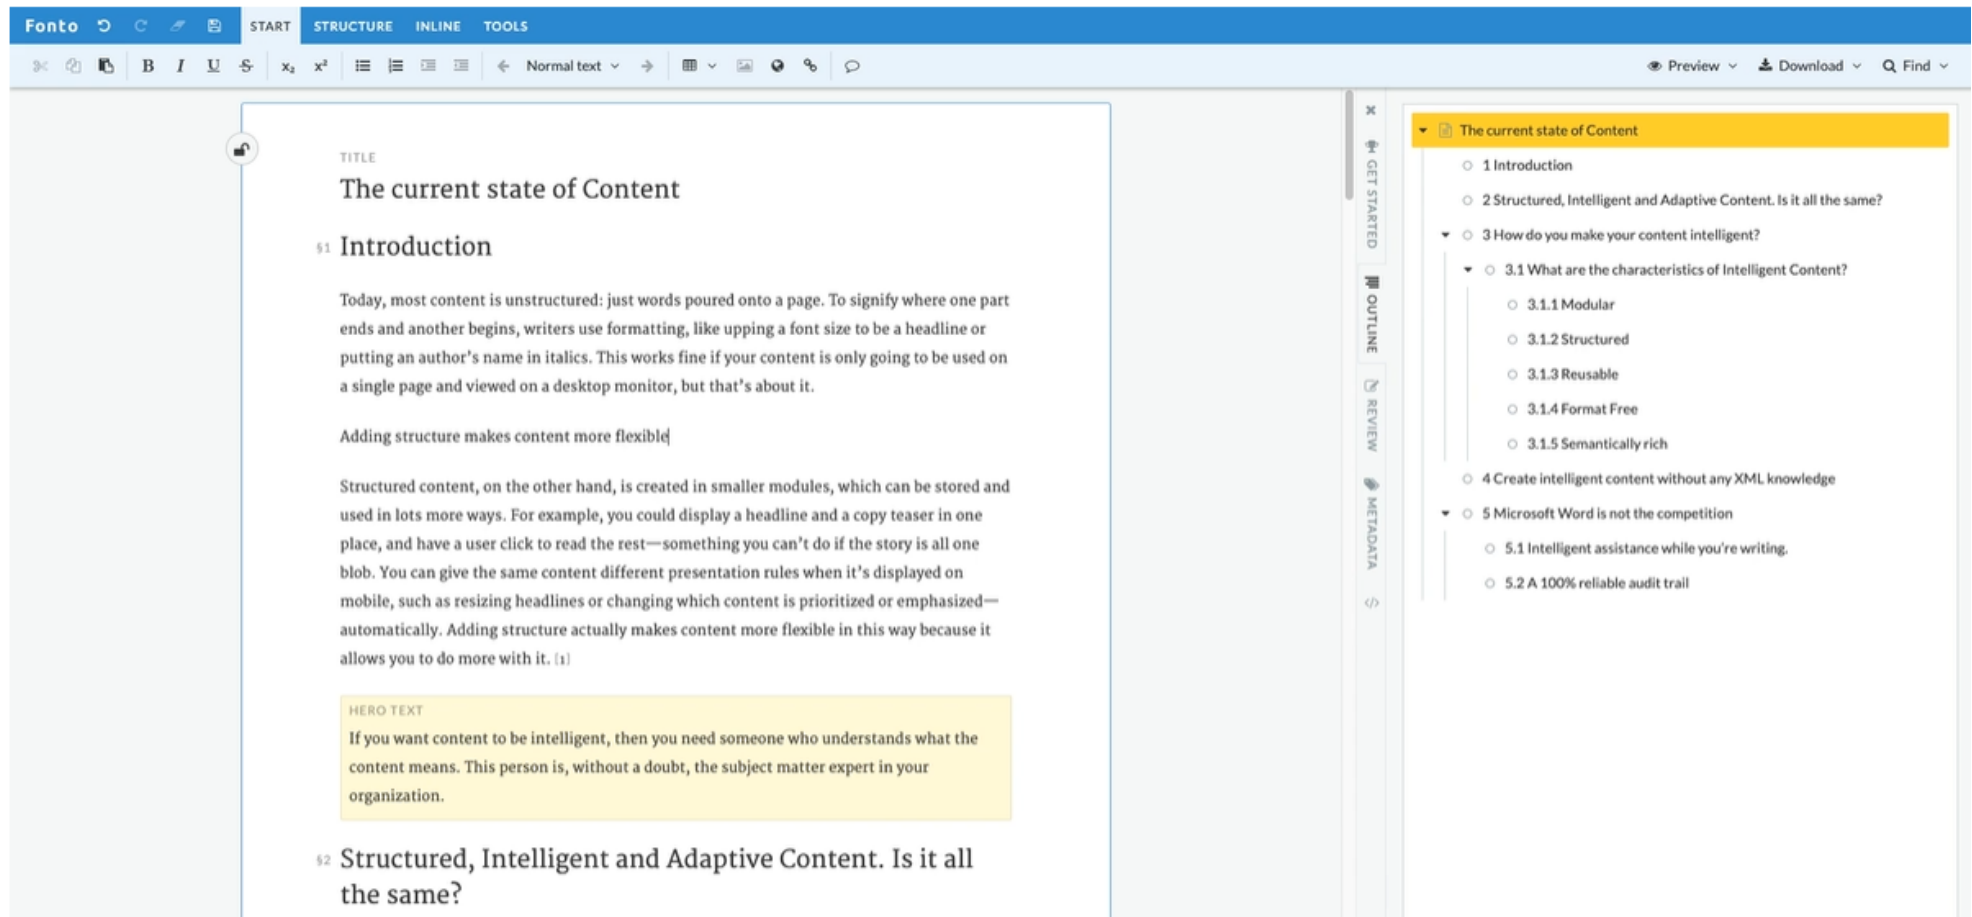 Fonto START STRUCTURE INLINE TOOLS
B I U S x₂ x² Normal text Preview Download Find
TITLE
The current state of Content
§1 Introduction
Today, most content is unstructured: just words poured onto a page. To signify where one part
ends and another begins, writers use formatting, like upping a font size to be a headline or
putting an author's name in italics. This works fine if your content is only going to be used on
a single page and viewed on a desktop monitor, but that's about it.
Adding structure makes content more flexible
Structured content, on the other hand, is created in smaller modules, which can be stored and
used in lots more ways. For example, you could display a headline and a copy teaser in one
place, and have a user click to read the rest—something you can't do if the story is all one
blob. You can give the same content different presentation rules when it's displayed on
mobile, such as resizing headlines or changing which content is prioritized or emphasized—
automatically. Adding structure actually makes content more flexible in this way because it
allows you to do more with it. [1]
HERO TEXT
If you want content to be intelligent, then you need someone who understands what the
content means. This person is, without a doubt, the subject matter expert in your
organization.
§2 Structured, Intelligent and Adaptive Content. Is it all
the same?
GET STARTED
OUTLINE
REVIEW
METADATA
</>
The current state of Content
1 Introduction
2 Structured, Intelligent and Adaptive Content. Is it all the same?
3 How do you make your content intelligent?
3.1 What are the characteristics of Intelligent Content?
3.1.1 Modular
3.1.2 Structured
3.1.3 Reusable
3.1.4 Format Free
3.1.5 Semantically rich
4 Create intelligent content without any XML knowledge
5 Microsoft Word is not the competition
5.1 Intelligent assistance while you're writing.
5.2 A 100% reliable audit trail